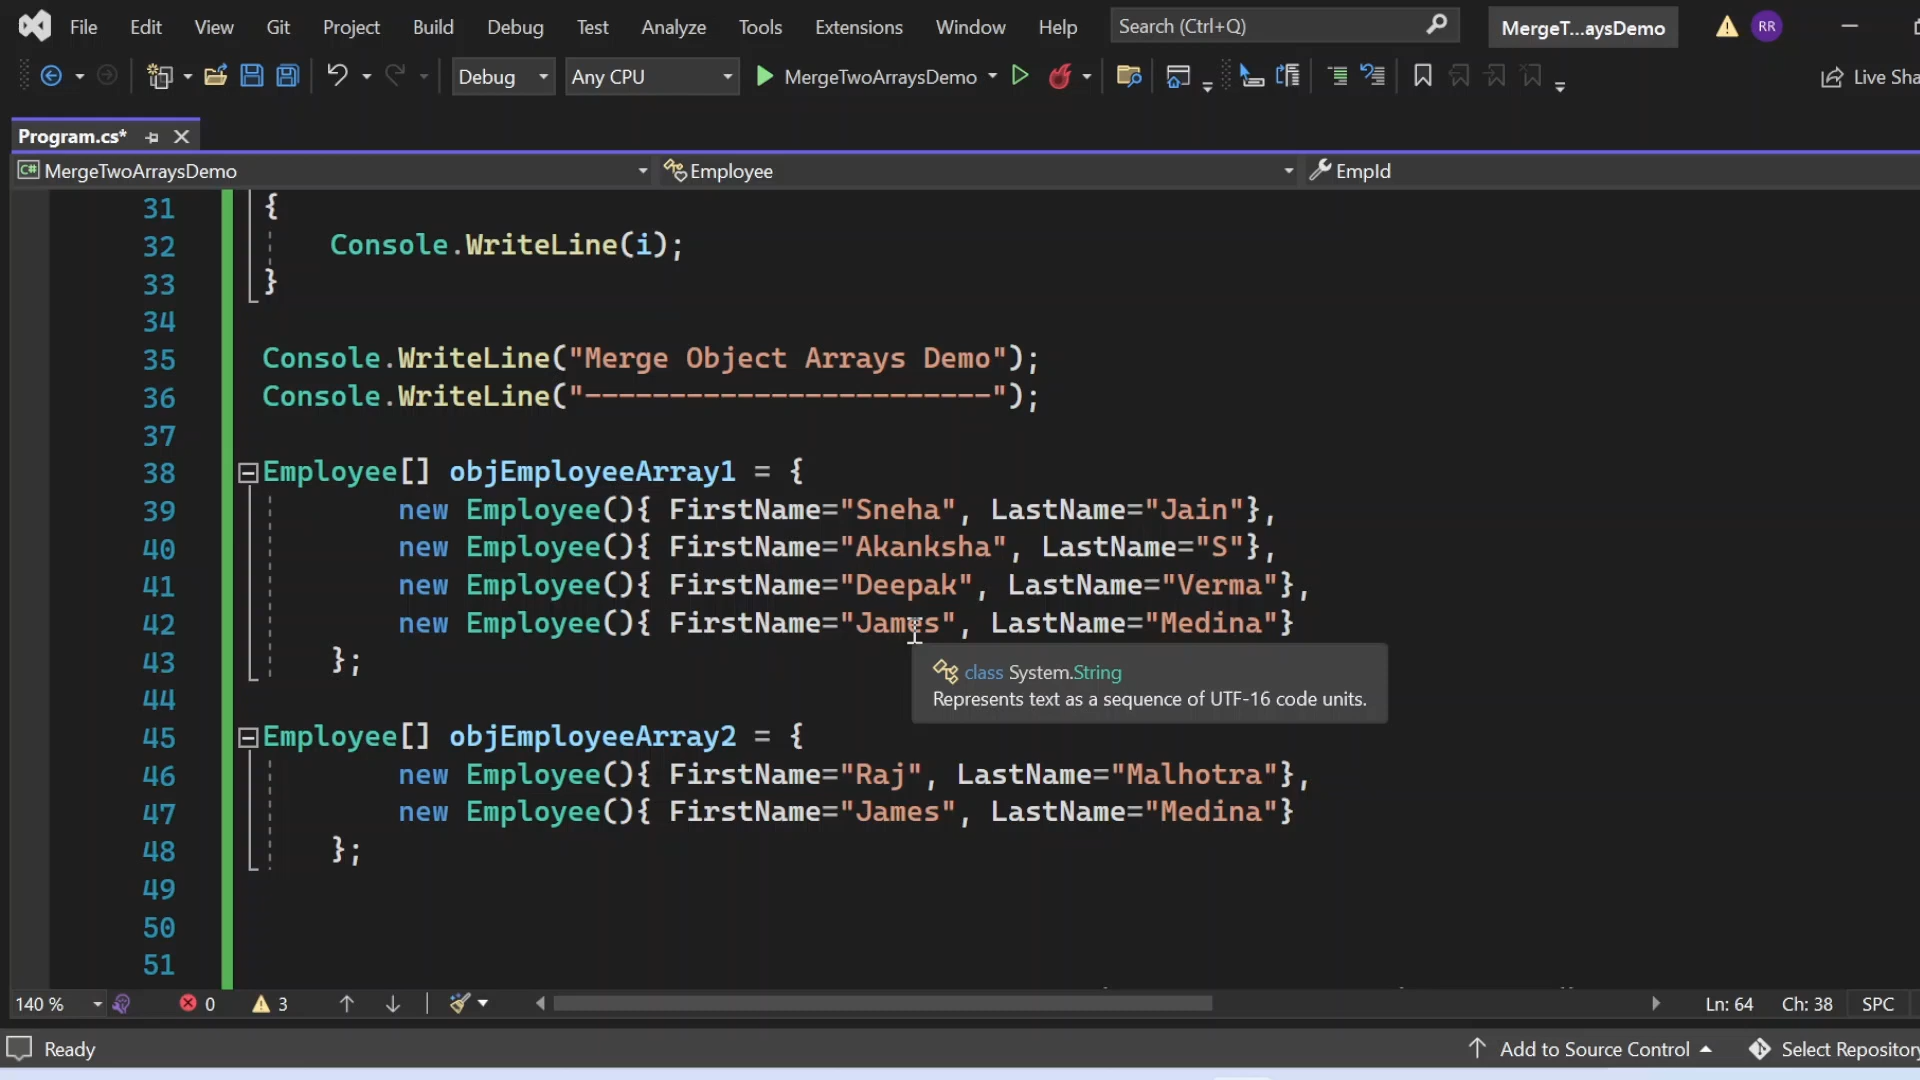 File Edit View Git Project Build Debug Test Analyze Tools Extensions Window Help Search (Ctrl+Q) MergeT...aysDemo RR
Debug Any CPU MergeTwoArraysDemo Live Sha
Program.cs*
C# MergeTwoArraysDemo Employee EmpId
31 {
32 Console.WriteLine(i);
33 }
34
35 Console.WriteLine("Merge Object Arrays Demo");
36 Console.WriteLine("------------------------");
37
38 Employee[] objEmployeeArray1 = {
39 new Employee(){ FirstName="Sneha", LastName="Jain"},
40 new Employee(){ FirstName="Akanksha", LastName="S"},
41 new Employee(){ FirstName="Deepak", LastName="Verma"},
42 new Employee(){ FirstName="James", LastName="Medina"}
43 };
class System.String
Represents text as a sequence of UTF-16 code units.
44
45 Employee[] objEmployeeArray2 = {
46 new Employee(){ FirstName="Raj", LastName="Malhotra"},
47 new Employee(){ FirstName="James", LastName="Medina"}
48 };
49
50
51
140 % 0 3 Ln: 64 Ch: 38 SPC
Ready Add to Source Control Select Repository